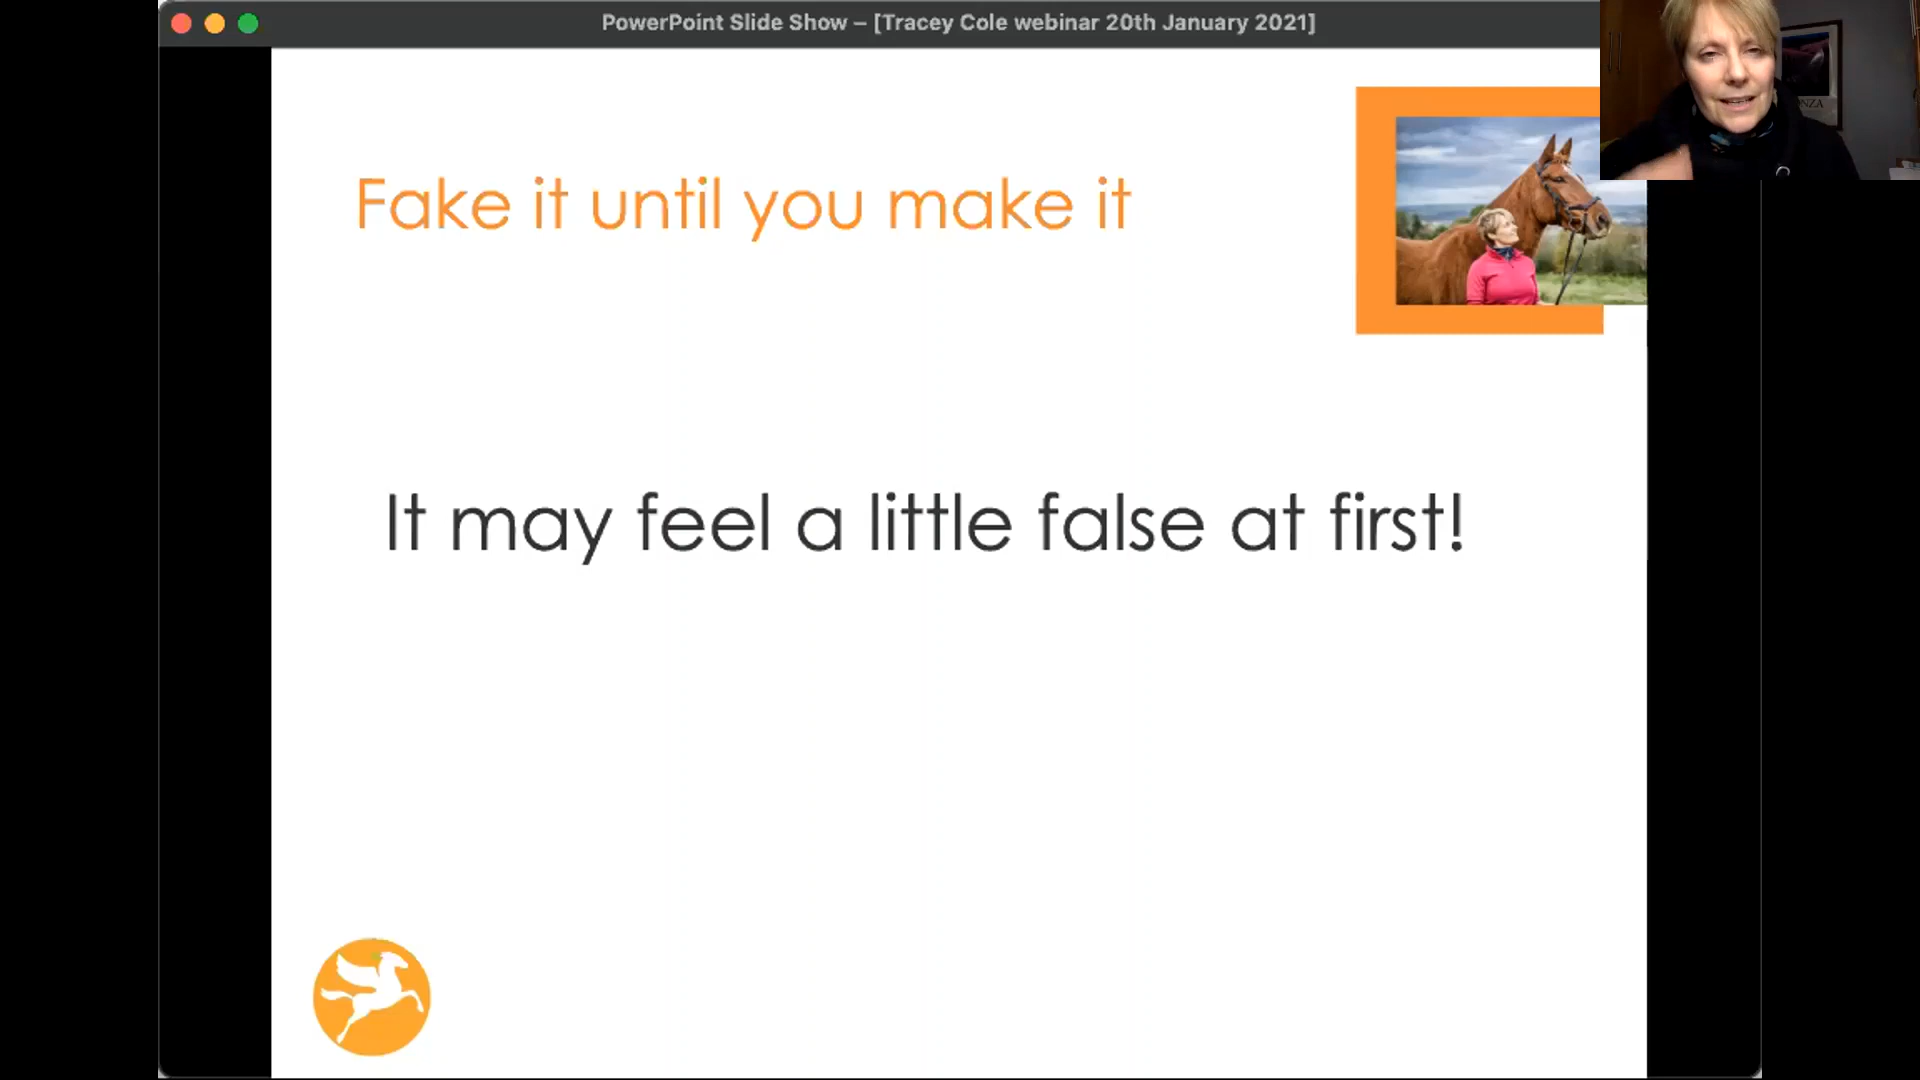 PowerPoint Slide Show – [Tracey Cole webinar 20th January 2021]
Fake it until you make it
It may feel a little false at first!